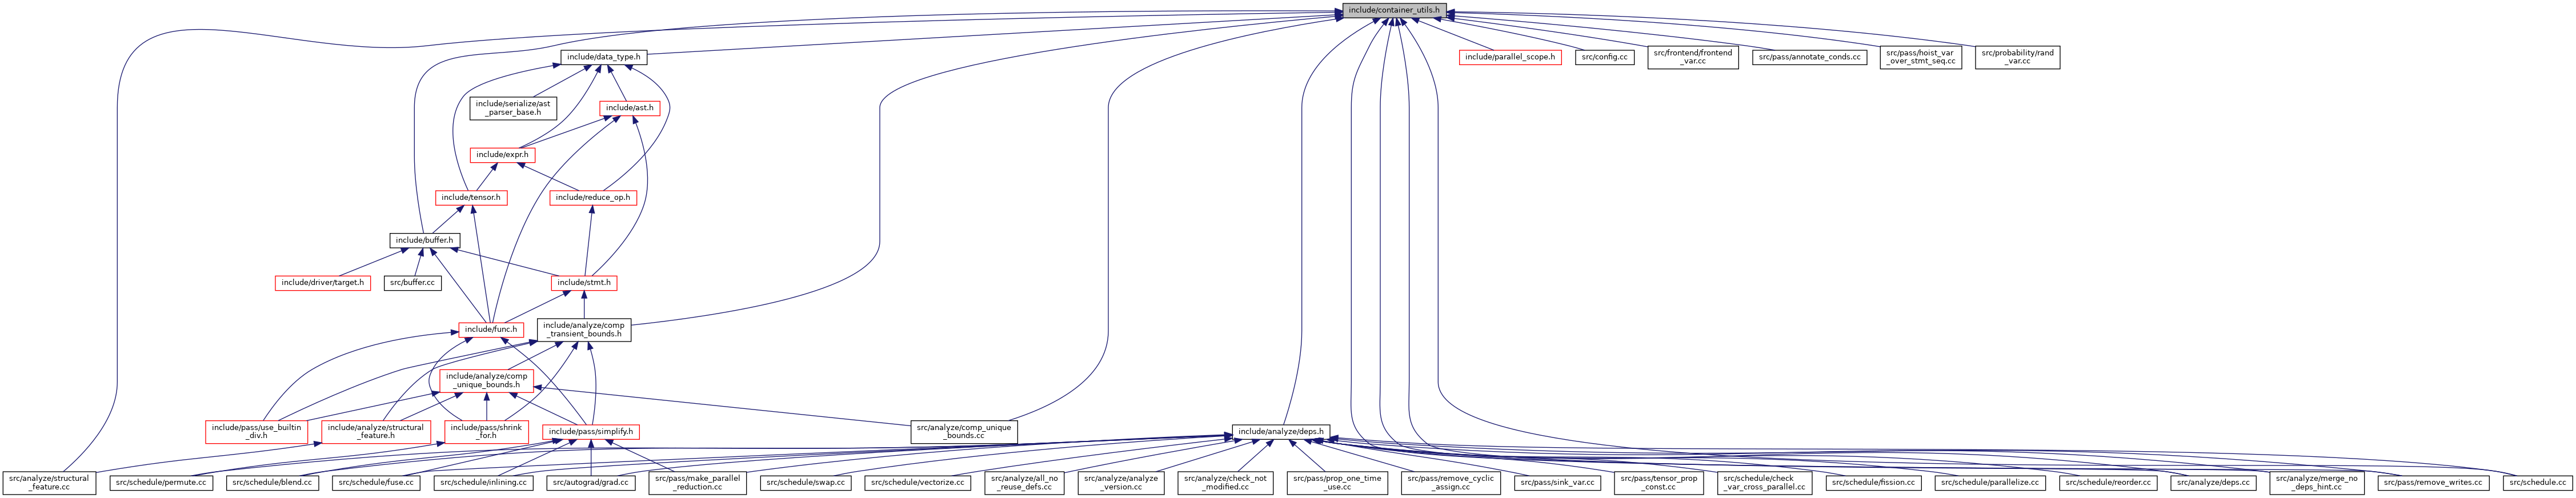 include/container_utils.h
include/data_type.h
include/parallel_scope.h
src/config.cc
src/frontend/frontend
_var.cc
src/pass/annotate_conds.cc
src/pass/hoist_var
_over_stmt_seq.cc
src/probability/rand
_var.cc
include/serialize/ast
_parser_base.h
include/ast.h
include/expr.h
include/tensor.h
include/reduce_op.h
include/buffer.h
include/driver/target.h
src/buffer.cc
include/stmt.h
include/func.h
include/analyze/comp
_transient_bounds.h
include/analyze/comp
_unique_bounds.h
include/pass/use_builtin
_div.h
include/analyze/structural
_feature.h
include/pass/shrink
_for.h
include/pass/simplify.h
src/analyze/comp_unique
_bounds.cc
include/analyze/deps.h
src/analyze/structural
_feature.cc
src/schedule/permute.cc
src/schedule/blend.cc
src/schedule/fuse.cc
src/schedule/inlining.cc
src/autograd/grad.cc
src/pass/make_parallel
_reduction.cc
src/schedule/swap.cc
src/schedule/vectorize.cc
src/analyze/all_no
_reuse_defs.cc
src/analyze/analyze
_version.cc
src/analyze/check_not
_modified.cc
src/pass/prop_one_time
_use.cc
src/pass/remove_cyclic
_assign.cc
src/pass/sink_var.cc
src/pass/tensor_prop
_const.cc
src/schedule/check
_var_cross_parallel.cc
src/schedule/fission.cc
src/schedule/parallelize.cc
src/schedule/reorder.cc
src/analyze/deps.cc
src/analyze/merge_no
_deps_hint.cc
src/pass/remove_writes.cc
src/schedule.cc